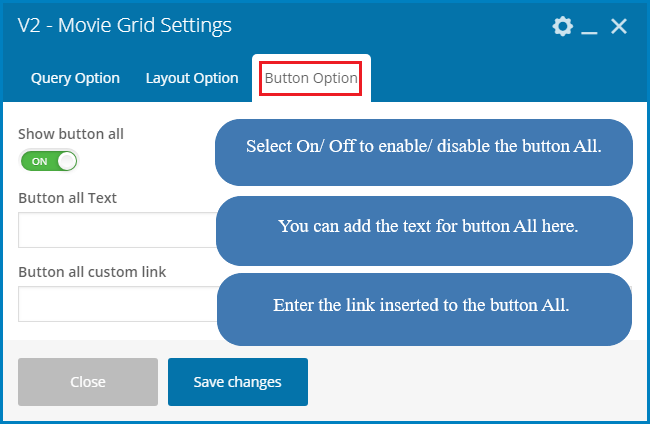 V2 - Movie Grid Settings
Query Option Layout Option Button Option
Show button all
ON
Select On/ Off to enable/ disable the button All.
Button all Text
You can add the text for button All here.
Button all custom link
Enter the link inserted to the button All.
Close Save changes